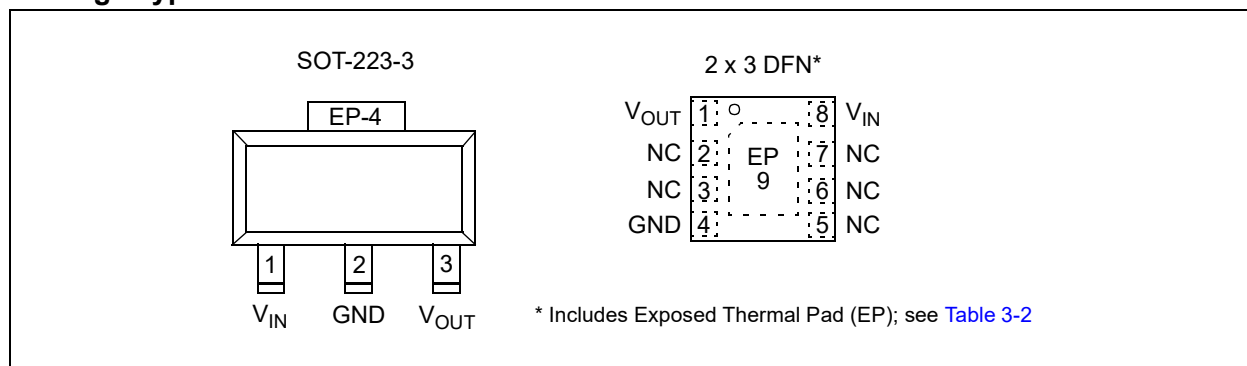 SOT-223-3
EP-4
1 2 3
VIN GND VOUT
2 x 3 DFN*
VOUT 1 8 VIN
NC 2 EP 7 NC
NC 3 9 6 NC
GND 4 5 NC
* Includes Exposed Thermal Pad (EP); see Table 3-2